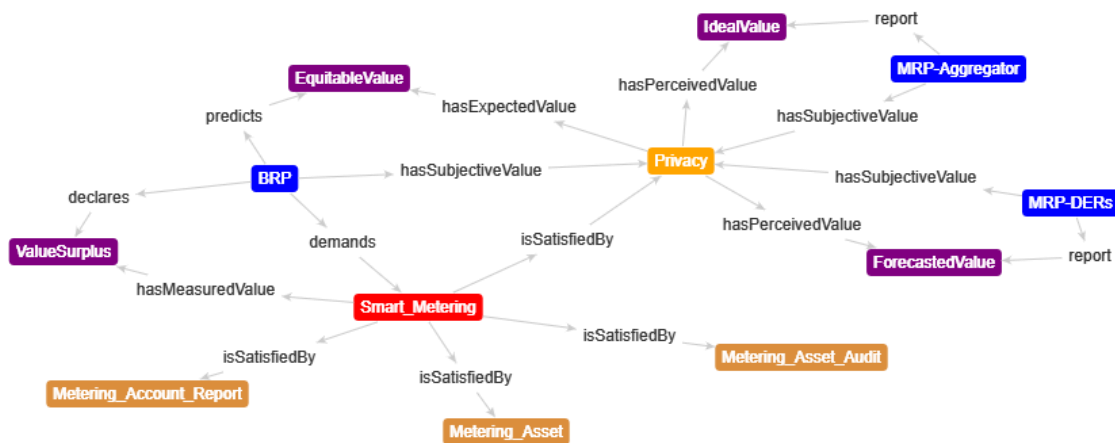 IdealValue
report
MRP-Aggregator
EquitableValue
hasPerceivedValue
hasExpectedValue
predicts
hasSubjectiveValue
Privacy
BRP
hasSubjectiveValue
hasSubjectiveValue
declares
MRP-DERs
hasPerceivedValue
demands
isSatisfiedBy
ValueSurplus
ForecastedValue
report
hasMeasuredValue
Smart_Metering
isSatisfiedBy
isSatisfiedBy
Metering_Asset_Audit
isSatisfiedBy
Metering_Account_Report
Metering_Asset